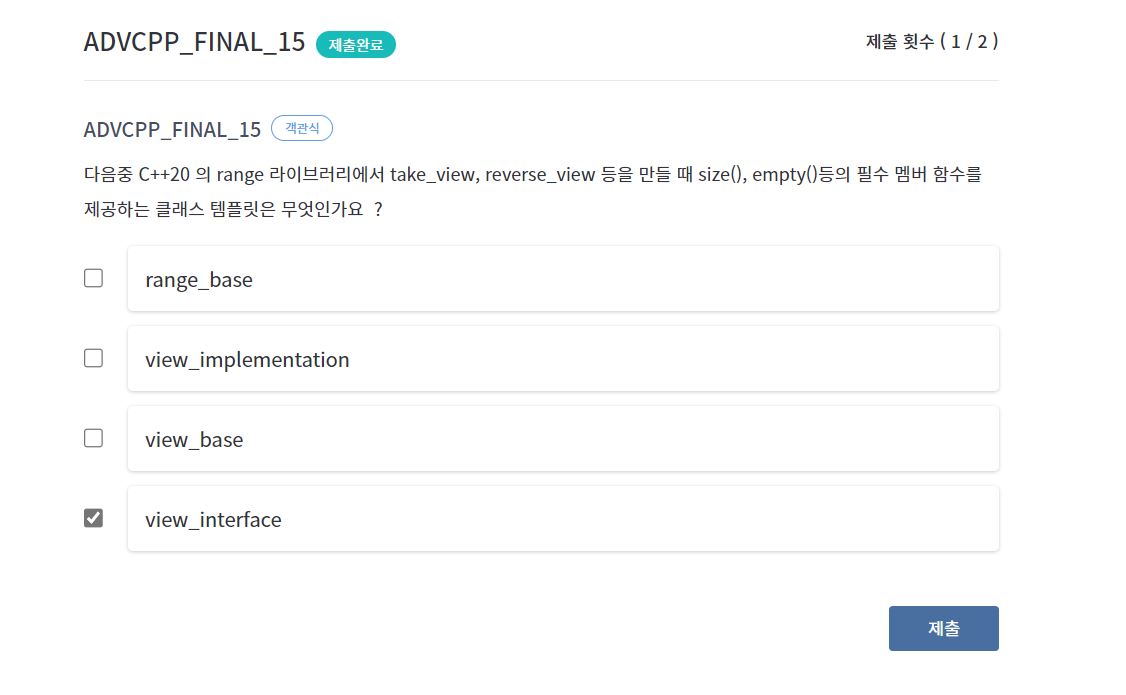 ADVCPP_FINAL_15 제출완료 제출 횟수 ( 1 / 2 )
ADVCPP_FINAL_15 객관식
다음중 C++20 의 range 라이브러리에서 take_view, reverse_view 등을 만들 때 size(), empty()등의 필수 멤버 함수를
제공하는 클래스 템플릿은 무엇인가요 ?
range_base
view_implementation
view_base
view_interface
제출